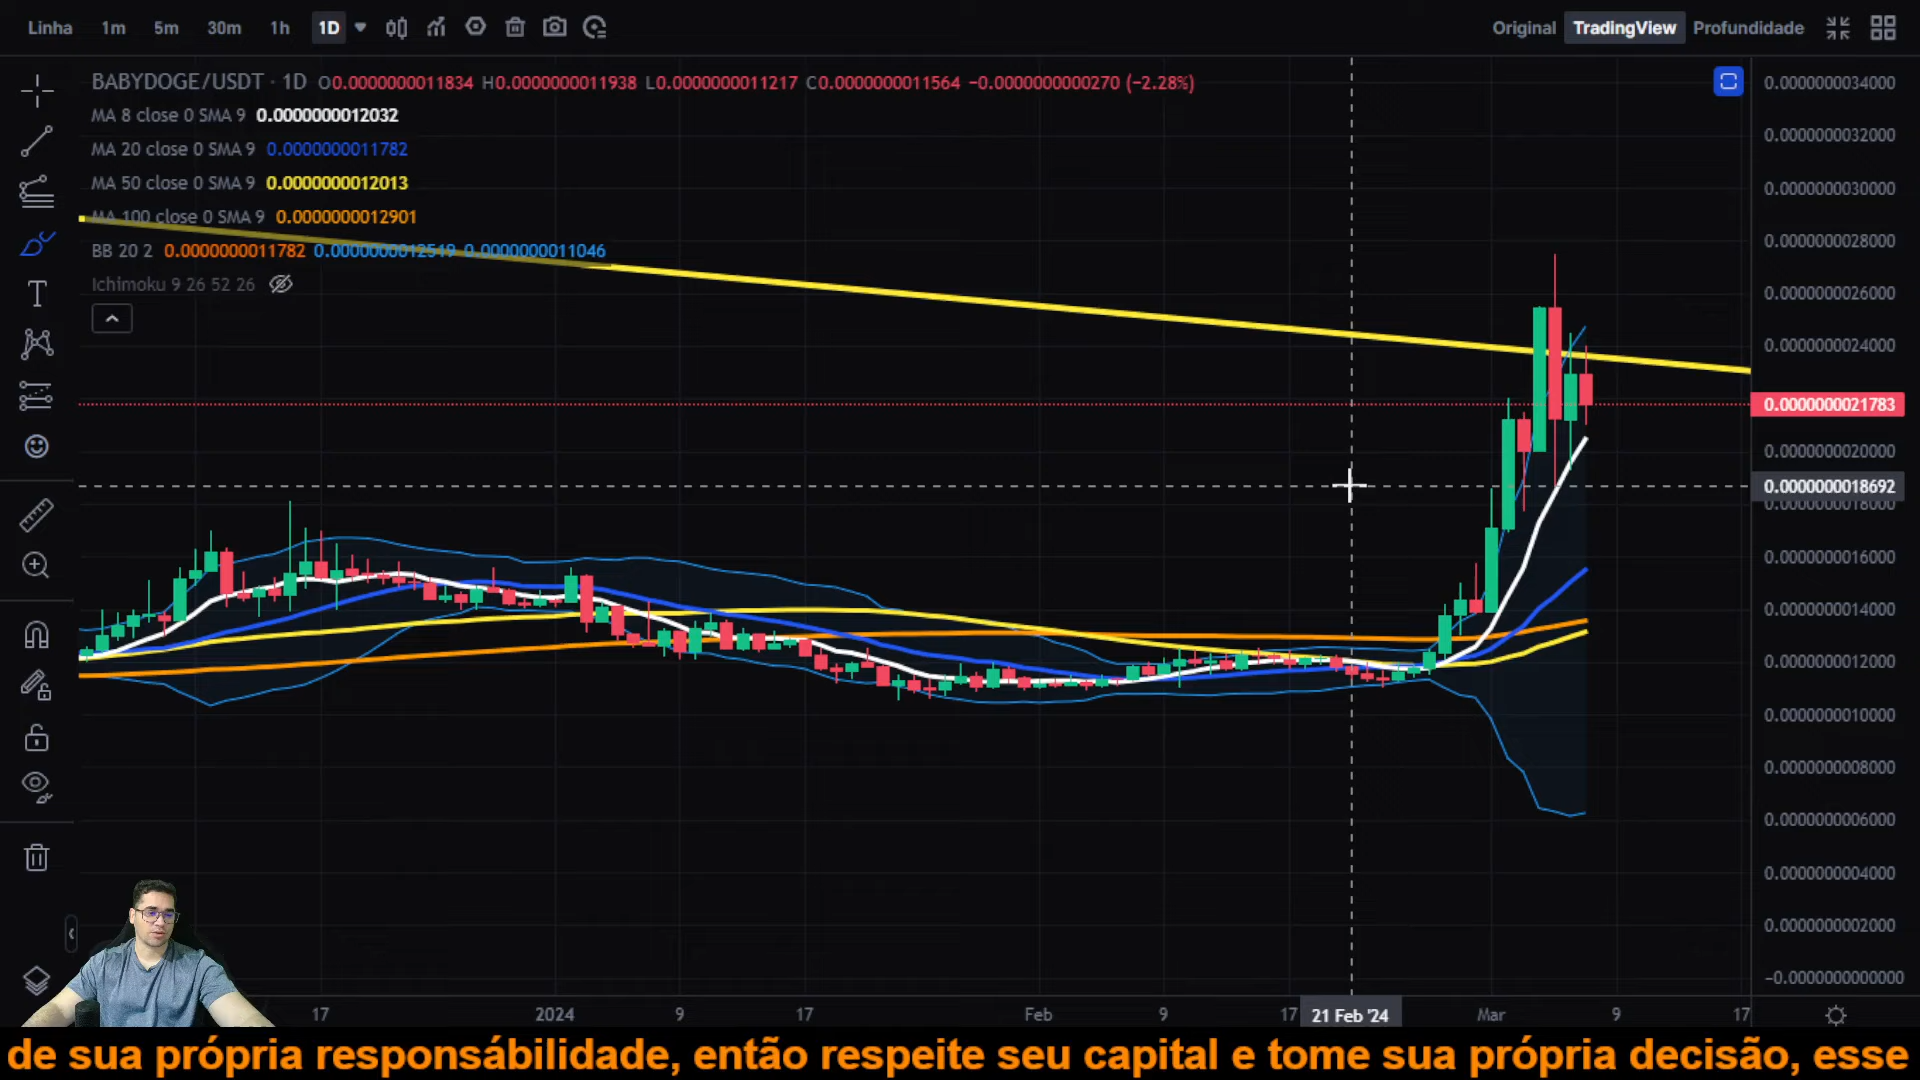 Linha 1m 5m 30m 1h 1D Original TradingView Profundidade
BABYDOGE/USDT · 1D O0.0000000011834 H0.0000000011938 L0.0000000011217 C0.0000000011564 −0.0000000000270 (−2.28%)
MA 8 close 0 SMA 9 0.0000000012032
MA 20 close 0 SMA 9 0.0000000011782
MA 50 close 0 SMA 9 0.0000000012013
MA 100 close 0 SMA 9 0.0000000012901
BB 20 2 0.0000000011782 0.0000000012519 0.0000000011046
Ichimoku 9 26 52 26
0.0000000034000
0.0000000032000
0.0000000030000
0.0000000028000
0.0000000026000
0.0000000024000
0.0000000021783
0.0000000020000
0.0000000018692
0.0000000018000
0.0000000016000
0.0000000014000
0.0000000012000
0.0000000010000
0.0000000008000
0.0000000006000
0.0000000004000
0.0000000002000
-0.0000000000000
17 2024 9 17 Feb 9 17 21 Feb '24 Mar 9 17
de sua própria responsábilidade, então respeite seu capital e tome sua própria decisão, esse